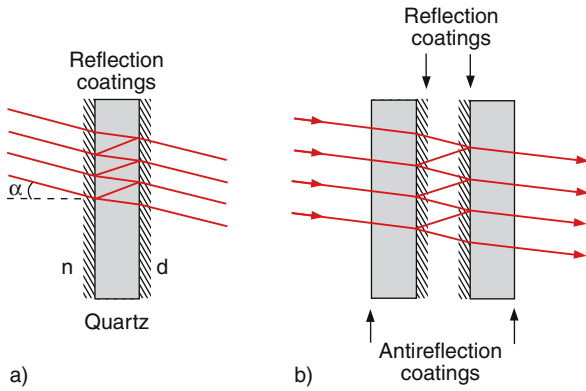 Reflection
coatings
α
n
d
Quartz
a)
Reflection
coatings
Antireflection
coatings
b)